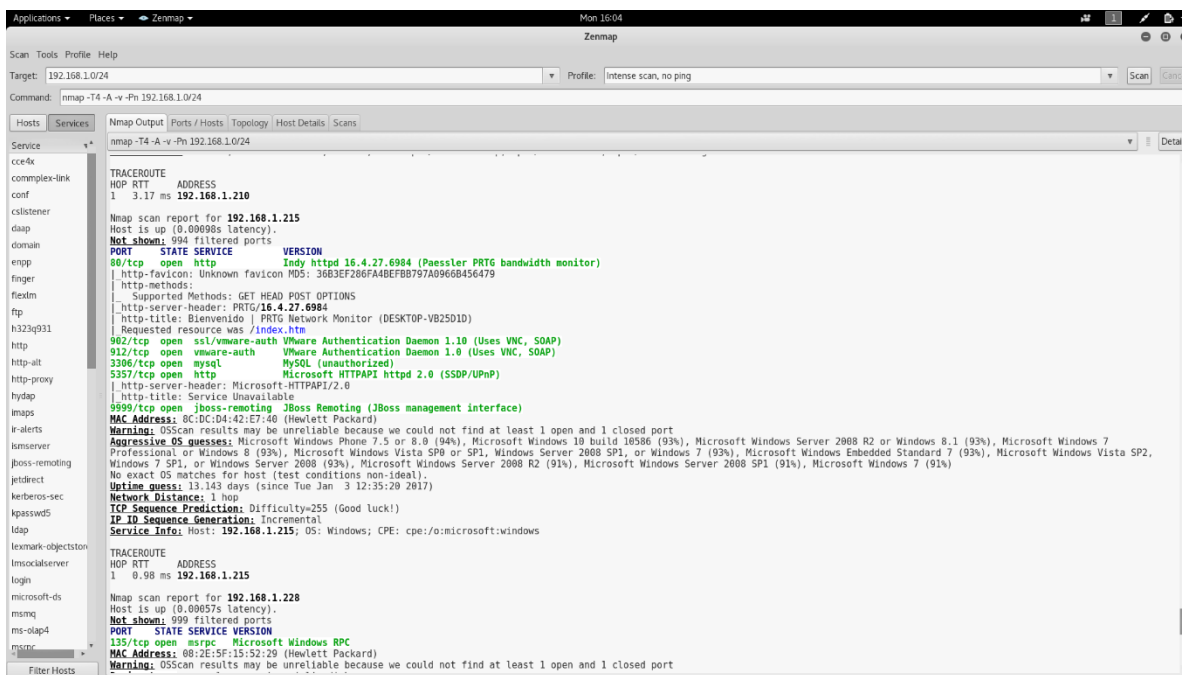 Applications Places Zenmap Mon 16:04 1
Zenmap
Scan Tools Profile Help
Target: 192.168.1.0/24 Profile: Intense scan, no ping Scan
Command: nmap -T4 -A -v -Pn 192.168.1.0/24
Hosts Services Nmap Output Ports / Hosts Topology Host Details Scans
Service
nmap -T4 -A -v -Pn 192.168.1.0/24
cce4x
commplex-link
conf
cslistener
daap
domain
enpp
finger
flexlm
ftp
h323q931
http
http-alt
http-proxy
hydap
imaps
ir-alerts
ismserver
jboss-remoting
jetdirect
kerberos-sec
kpasswd5
ldap
lexmark-objectstore
lmsocialserver
login
microsoft-ds
msmq
ms-olap4
msrpc
Filter Hosts
TRACEROUTE
HOP RTT ADDRESS
1 3.17 ms 192.168.1.210
Nmap scan report for 192.168.1.215
Host is up (0.00098s latency).
Not shown: 994 filtered ports
PORT STATE SERVICE VERSION
80/tcp open http Indy httpd 16.4.27.6984 (Paessler PRTG bandwidth monitor)
|_http-favicon: Unknown favicon MD5: 36B3EF286FA4BEFBB797A0966B456479
| http-methods:
|_ Supported Methods: GET HEAD POST OPTIONS
|_http-server-header: PRTG/16.4.27.6984
| http-title: Bienvenido | PRTG Network Monitor (DESKTOP-VB25D1D)
|_Requested resource was /index.htm
902/tcp open ssl/vmware-auth VMware Authentication Daemon 1.10 (Uses VNC, SOAP)
912/tcp open vmware-auth VMware Authentication Daemon 1.0 (Uses VNC, SOAP)
3306/tcp open mysql MySQL (unauthorized)
5357/tcp open http Microsoft HTTPAPI httpd 2.0 (SSDP/UPnP)
|_http-server-header: Microsoft-HTTPAPI/2.0
|_http-title: Service Unavailable
9999/tcp open jboss-remoting JBoss Remoting (JBoss management interface)
MAC Address: 8C:DC:D4:42:E7:40 (Hewlett Packard)
Warning: OSScan results may be unreliable because we could not find at least 1 open and 1 closed port
Aggressive OS guesses: Microsoft Windows Phone 7.5 or 8.0 (94%), Microsoft Windows 10 build 10586 (93%), Microsoft Windows Server 2008 R2 or Windows 8.1 (93%), Microsoft Windows 7
Professional or Windows 8 (93%), Microsoft Windows Vista SP0 or SP1, Windows Server 2008 SP1, or Windows 7 (93%), Microsoft Windows Embedded Standard 7 (93%), Microsoft Windows Vista SP2,
Windows 7 SP1, or Windows Server 2008 (93%), Microsoft Windows Server 2008 R2 (91%), Microsoft Windows Server 2008 SP1 (91%), Microsoft Windows 7 (91%)
No exact OS matches for host (test conditions non-ideal).
Uptime guess: 13.143 days (since Tue Jan  3 12:35:20 2017)
Network Distance: 1 hop
TCP Sequence Prediction: Difficulty=255 (Good luck!)
IP ID Sequence Generation: Incremental
Service Info: Host: 192.168.1.215; OS: Windows; CPE: cpe:/o:microsoft:windows
TRACEROUTE
HOP RTT ADDRESS
1 0.98 ms 192.168.1.215
Nmap scan report for 192.168.1.228
Host is up (0.00057s latency).
Not shown: 999 filtered ports
PORT STATE SERVICE VERSION
135/tcp open msrpc Microsoft Windows RPC
MAC Address: 08:2E:5F:15:52:29 (Hewlett Packard)
Warning: OSScan results may be unreliable because we could not find at least 1 open and 1 closed port